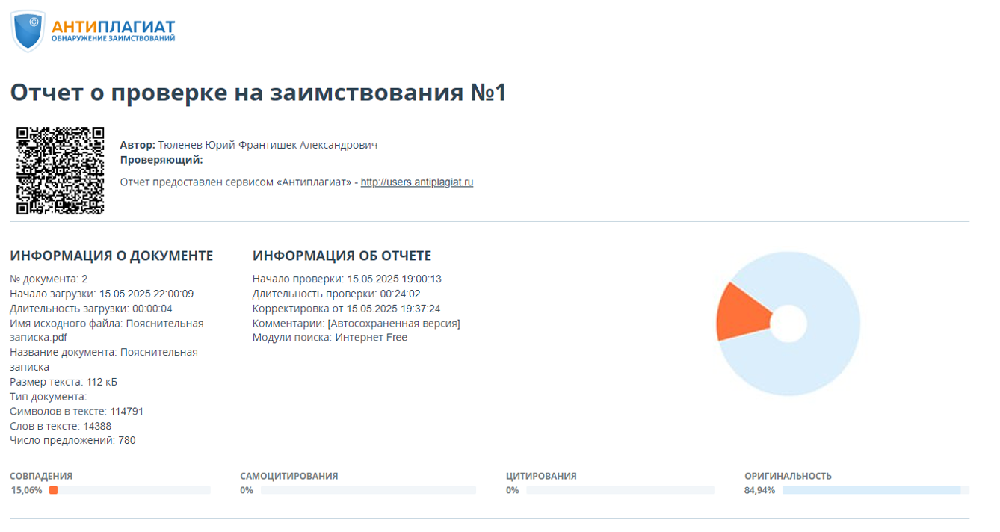 ©
АНТИПЛАГИАТ
ОБНАРУЖЕНИЕ ЗАИМСТВОВАНИЙ
Отчет о проверке на заимствования №1
Автор: Тюленев Юрий-Франтишек Александрович
Проверяющий:
Отчет предоставлен сервисом «Антиплагиат» - http://users.antiplagiat.ru
ИНФОРМАЦИЯ О ДОКУМЕНТЕ
№ документа: 2
Начало загрузки: 15.05.2025 22:00:09
Длительность загрузки: 00:00:04
Имя исходного файла: Пояснительная
записка.pdf
Название документа: Пояснительная
записка
Размер текста: 112 кБ
Тип документа:
Символов в тексте: 114791
Слов в тексте: 14388
Число предложений: 780
ИНФОРМАЦИЯ ОБ ОТЧЕТЕ
Начало проверки: 15.05.2025 19:00:13
Длительность проверки: 00:24:02
Корректировка от 15.05.2025 19:37:24
Комментарии: [Автосохраненная версия]
Модули поиска: Интернет Free
СОВПАДЕНИЯ
15,06%
САМОЦИТИРОВАНИЯ
0%
ЦИТИРОВАНИЯ
0%
ОРИГИНАЛЬНОСТЬ
84,94%